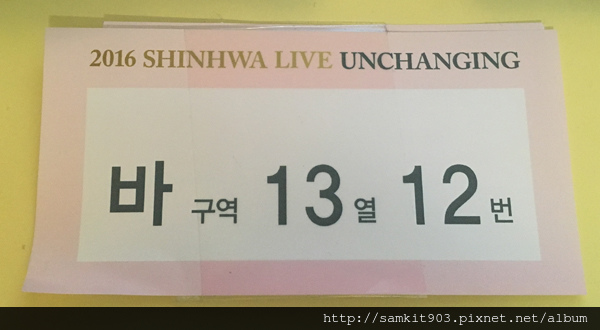 2016 SHINHWA LIVE UNCHANGING
바 구역 13 열 12 번
http://samkit903.pixnet.net/album